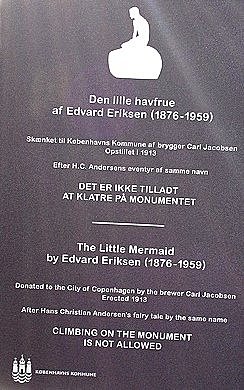 Den lille havfrue
af Edvard Eriksen (1876-1959)
Skænket til Københavns Kommune af brygger Carl Jacobsen
Opstillet i 1913
Efter H.C. Andersens eventyr af samme navn
DET ER IKKE TILLADT
AT KLATRE PÅ MONUMENTET
The Little Mermaid
by Edvard Eriksen (1876-1959)
Donated to the City of Copenhagen by the brewer Carl Jacobsen
Erected 1913
After Hans Christian Andersen's fairy tale by the same name
CLIMBING ON THE MONUMENT
IS NOT ALLOWED
KØBENHAVNS KOMMUNE